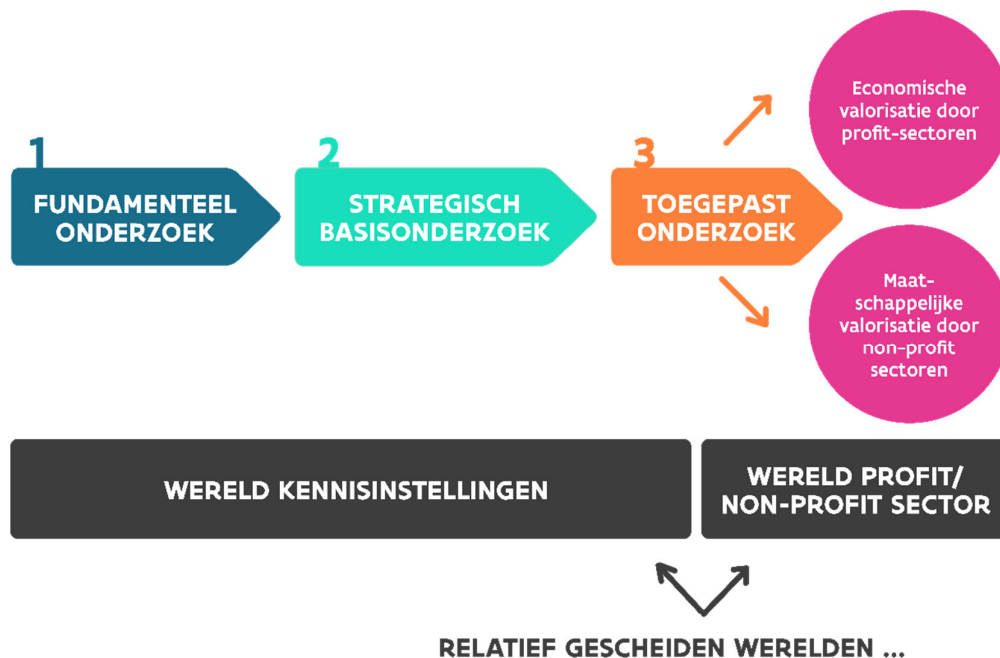 1
FUNDAMENTEEL
ONDERZOEK
2
STRATEGISCH
BASISONDERZOEK
3
TOEGEPAST
ONDERZOEK
Economische
valorisatie door
profit-sectoren
Maat-
schappelijke
valorisatie door
non-profit
sectoren
WERELD KENNISINSTELLINGEN
WERELD PROFIT/
NON-PROFIT SECTOR
RELATIEF GESCHEIDEN WERELDEN ...